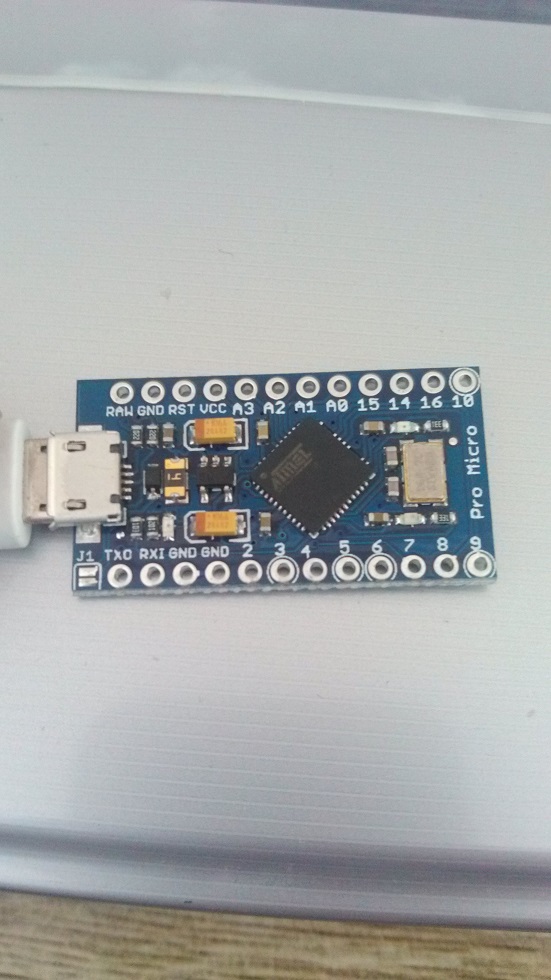 RAW GND RST VCC A3 A2 A1 A0 15 14 16 10
ATMEL
Pro Micro
J1 TXO RXI GND GND 2 3 4 5 6 7 8 9